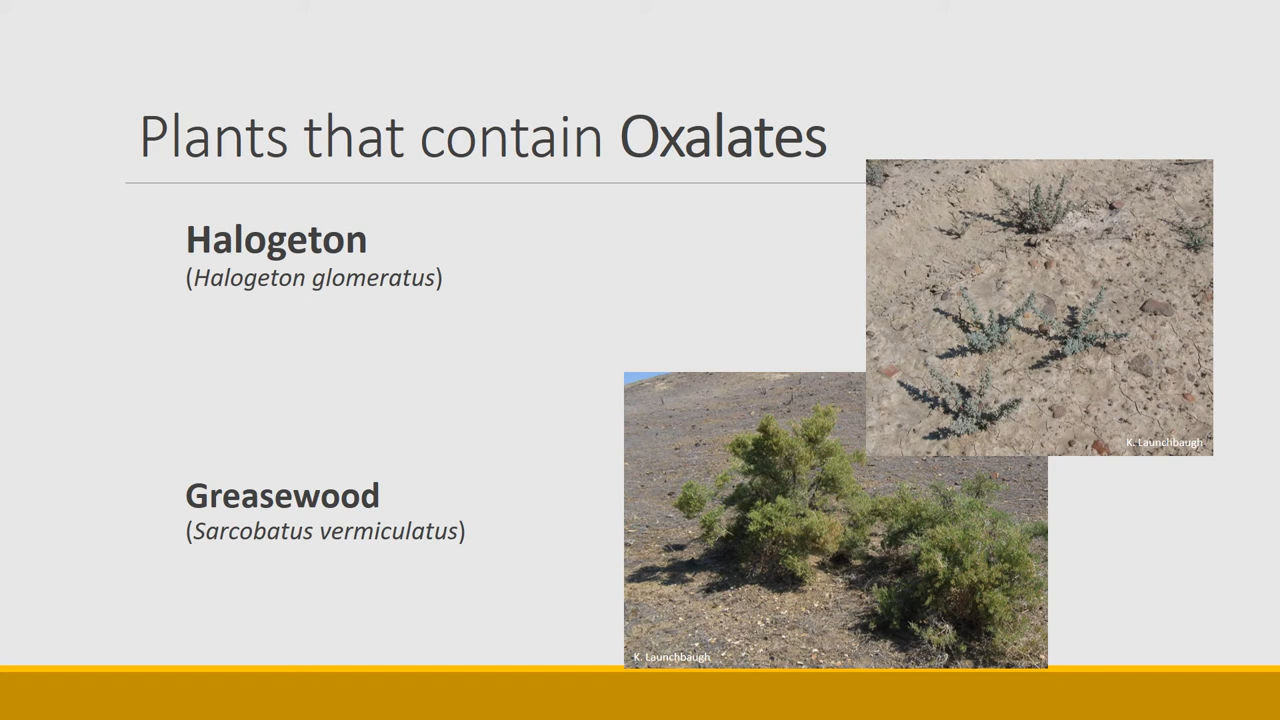 Plants that contain Oxalates
Halogeton
(Halogeton glomeratus)
K. Launchbaugh
Greasewood
(Sarcobatus vermiculatus)
K. Launchbaugh